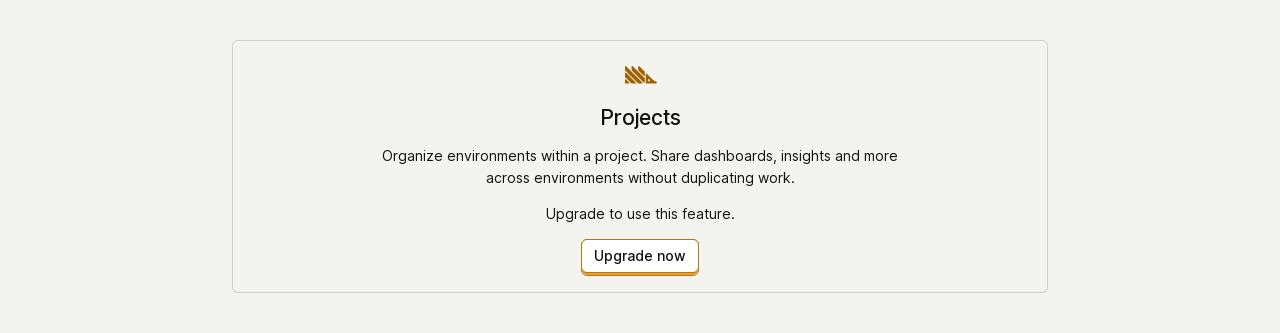 Projects
Organize environments within a project. Share dashboards, insights and more
across environments without duplicating work.
Upgrade to use this feature.
Upgrade now